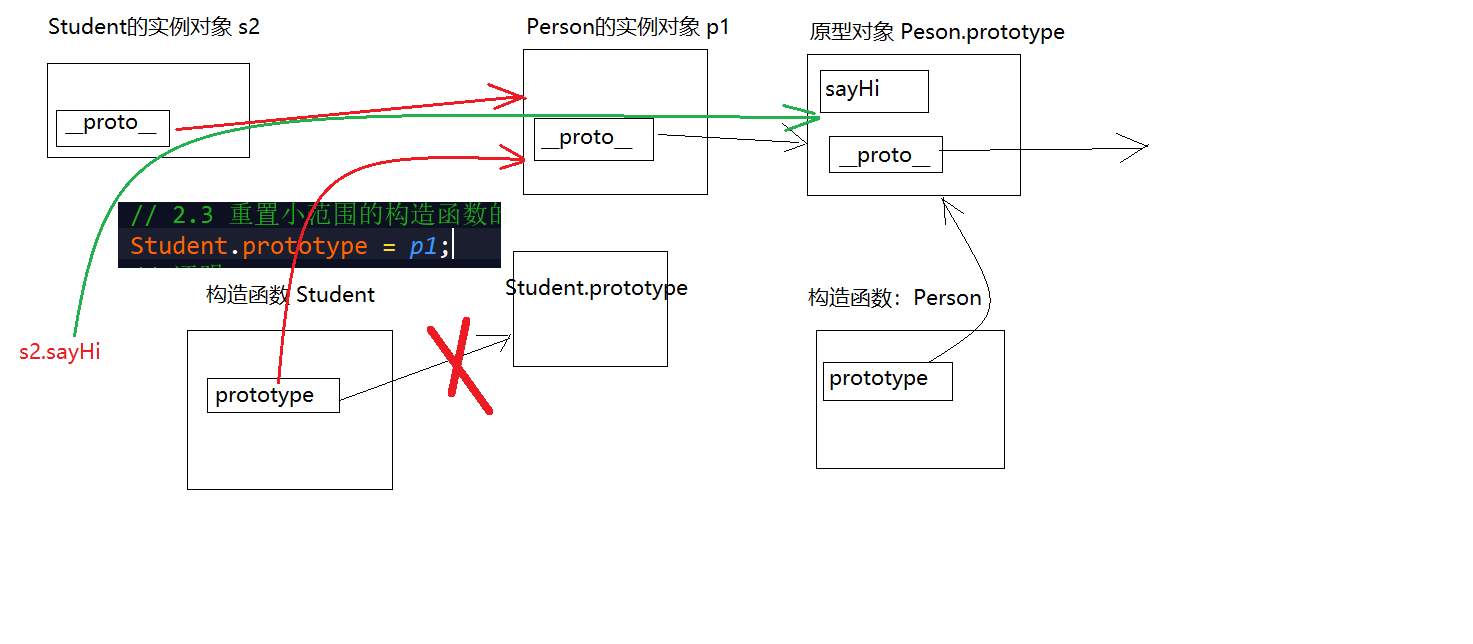 Student的实例对象 s2
Person的实例对象 p1
原型对象 Peson.prototype
__proto__
__proto__
sayHi
__proto__
// 2.3 重置小范围的构造函数的
Student.prototype = p1;
构造函数 Student
Student.prototype
构造函数：Person
s2.sayHi
prototype
prototype